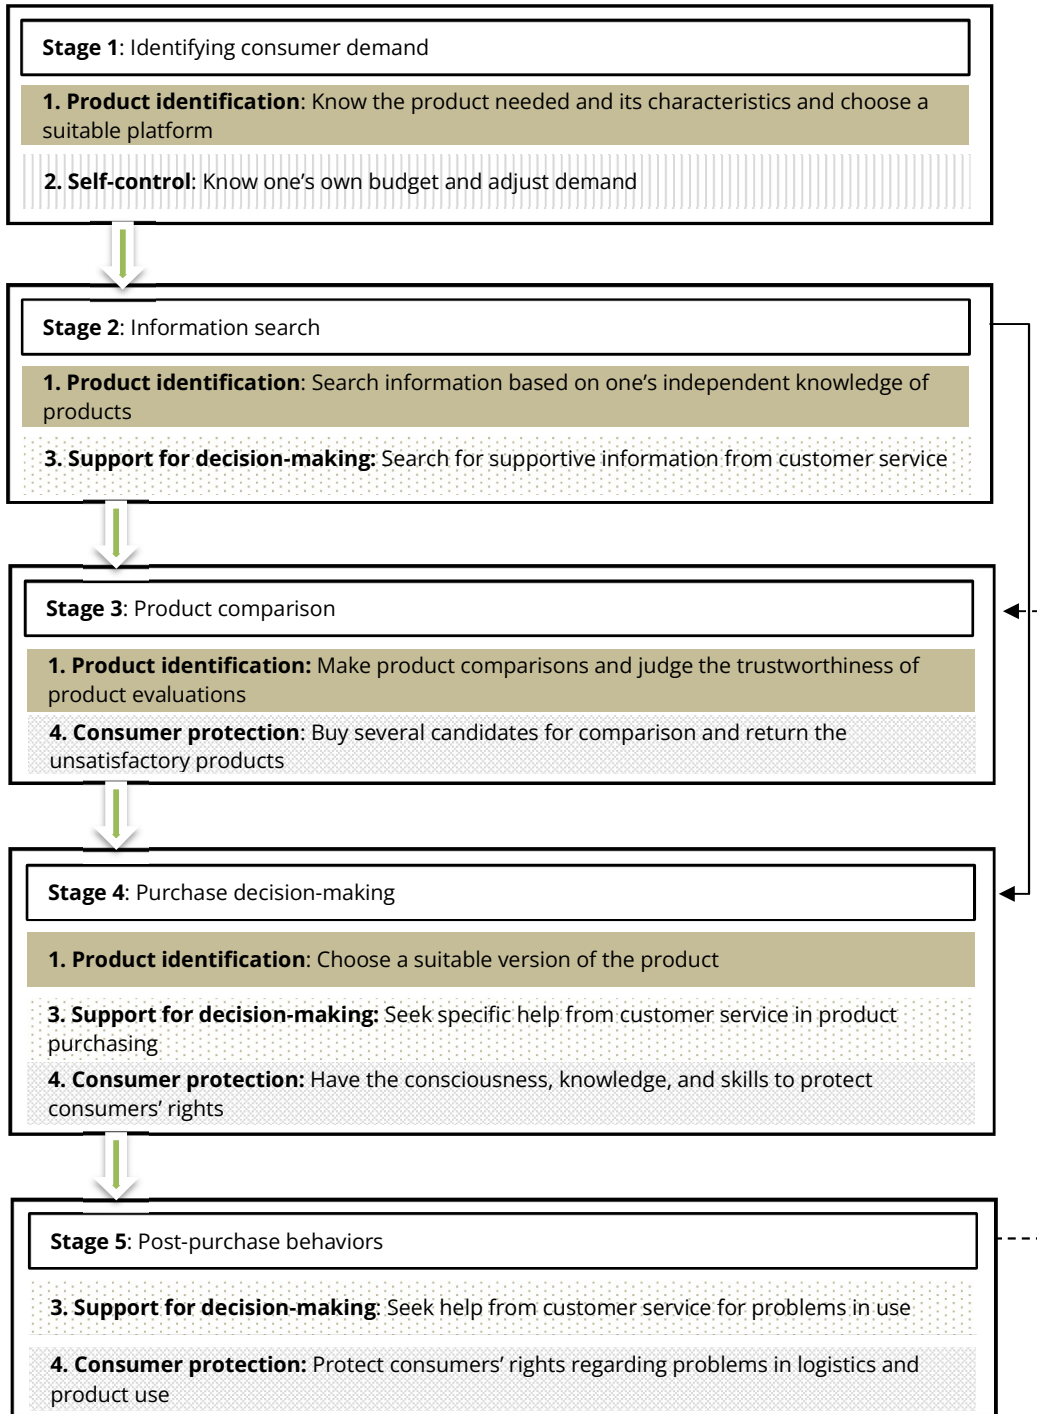 Stage 1: Identifying consumer demand
1. Product identification: Know the product needed and its characteristics and choose a
suitable platform
2. Self-control: Know one’s own budget and adjust demand
Stage 2: Information search
1. Product identification: Search information based on one’s independent knowledge of
products
3. Support for decision-making: Search for supportive information from customer service
Stage 3: Product comparison
1. Product identification: Make product comparisons and judge the trustworthiness of
product evaluations
4. Consumer protection: Buy several candidates for comparison and return the
unsatisfactory products
Stage 4: Purchase decision-making
1. Product identification: Choose a suitable version of the product
3. Support for decision-making: Seek specific help from customer service in product
purchasing
4. Consumer protection: Have the consciousness, knowledge, and skills to protect
consumers’ rights
Stage 5: Post-purchase behaviors
3. Support for decision-making: Seek help from customer service for problems in use
4. Consumer protection: Protect consumers’ rights regarding problems in logistics and
product use